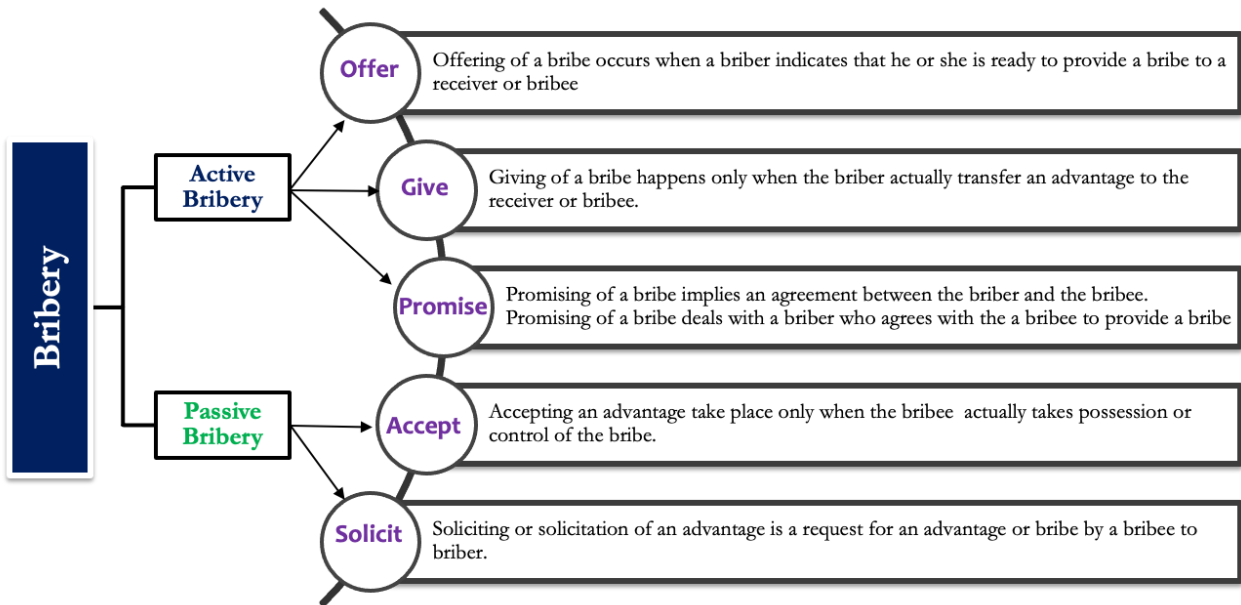 Bribery
Active
Bribery
Passive
Bribery
Offer
Offering of a bribe occurs when a briber indicates that he or she is ready to provide a bribe to a
receiver or bribee
Give
Giving of a bribe happens only when the briber actually transfer an advantage to the
receiver or bribee.
Promise
Promising of a bribe implies an agreement between the briber and the bribee.
Promising of a bribe deals with a briber who agrees with the a bribee to provide a bribe
Accept
Accepting an advantage take place only when the bribee actually takes possession or
control of the bribe.
Solicit
Soliciting or solicitation of an advantage is a request for an advantage or bribe by a bribee to
briber.